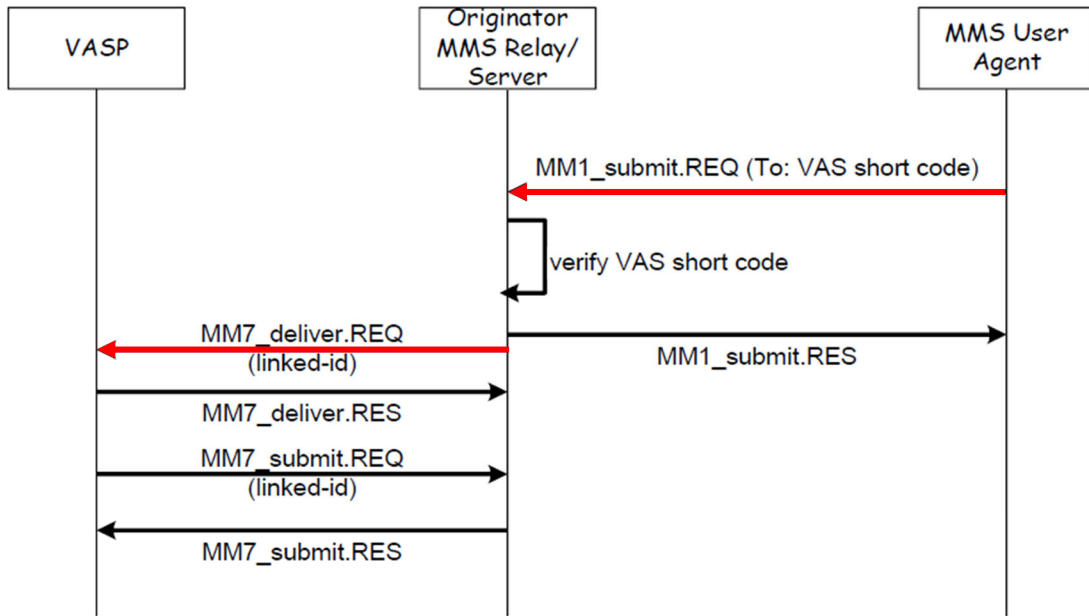 VASP
Originator
MMS Relay/
Server
MMS User
Agent
MM1_submit.REQ (To: VAS short code)
verify VAS short code
MM7_deliver.REQ
(linked-id)
MM1_submit.RES
MM7_deliver.RES
MM7_submit.REQ
(linked-id)
MM7_submit.RES